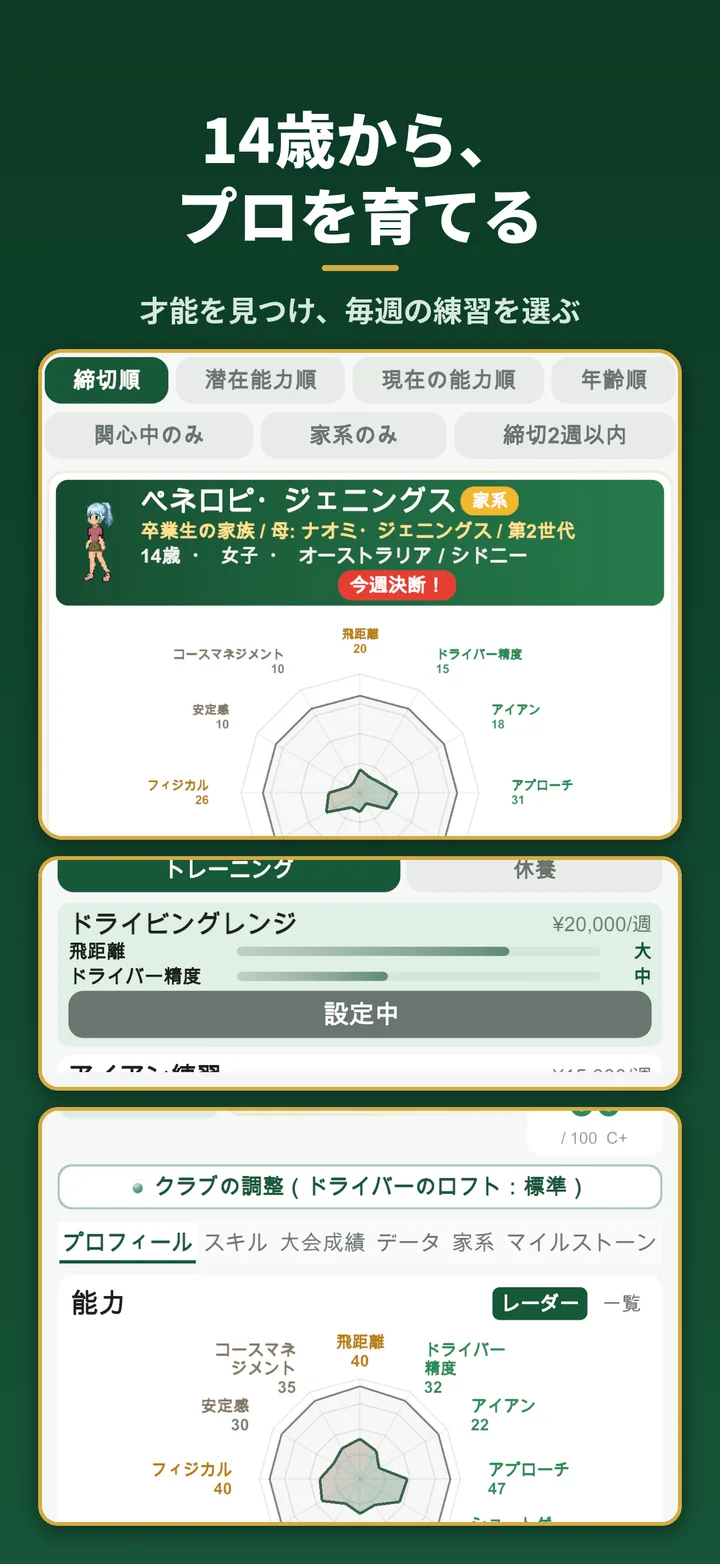 14歳から、
プロを育てる
才能を見つけ、毎週の練習を選ぶ
締切順 潜在能力順 現在の能力順 年齢順
関心中のみ 家系のみ 締切2週以内
ペネロピ・ジェニングス 家系
卒業生の家族 / 母: ナオミ・ジェニングス / 第2世代
14歳 ・ 女子 ・ オーストラリア / シドニー
今週決断！
飛距離
20
コースマネジメント
10
ドライバー精度
15
安定感
10
アイアン
18
フィジカル
26
アプローチ
31
トレーニング 休養
ドライビングレンジ ¥20,000/週
飛距離 大
ドライバー精度 中
設定中
アイアン練習
/ 100 C+
クラブの調整 ( ドライバーのロフト：標準 )
プロフィール スキル 大会成績 データ 家系 マイルストーン
能力 レーダー 一覧
飛距離
40
コースマネ
ジメント
35
ドライバー
精度
32
安定感
30
アイアン
22
フィジカル
40
アプローチ
47